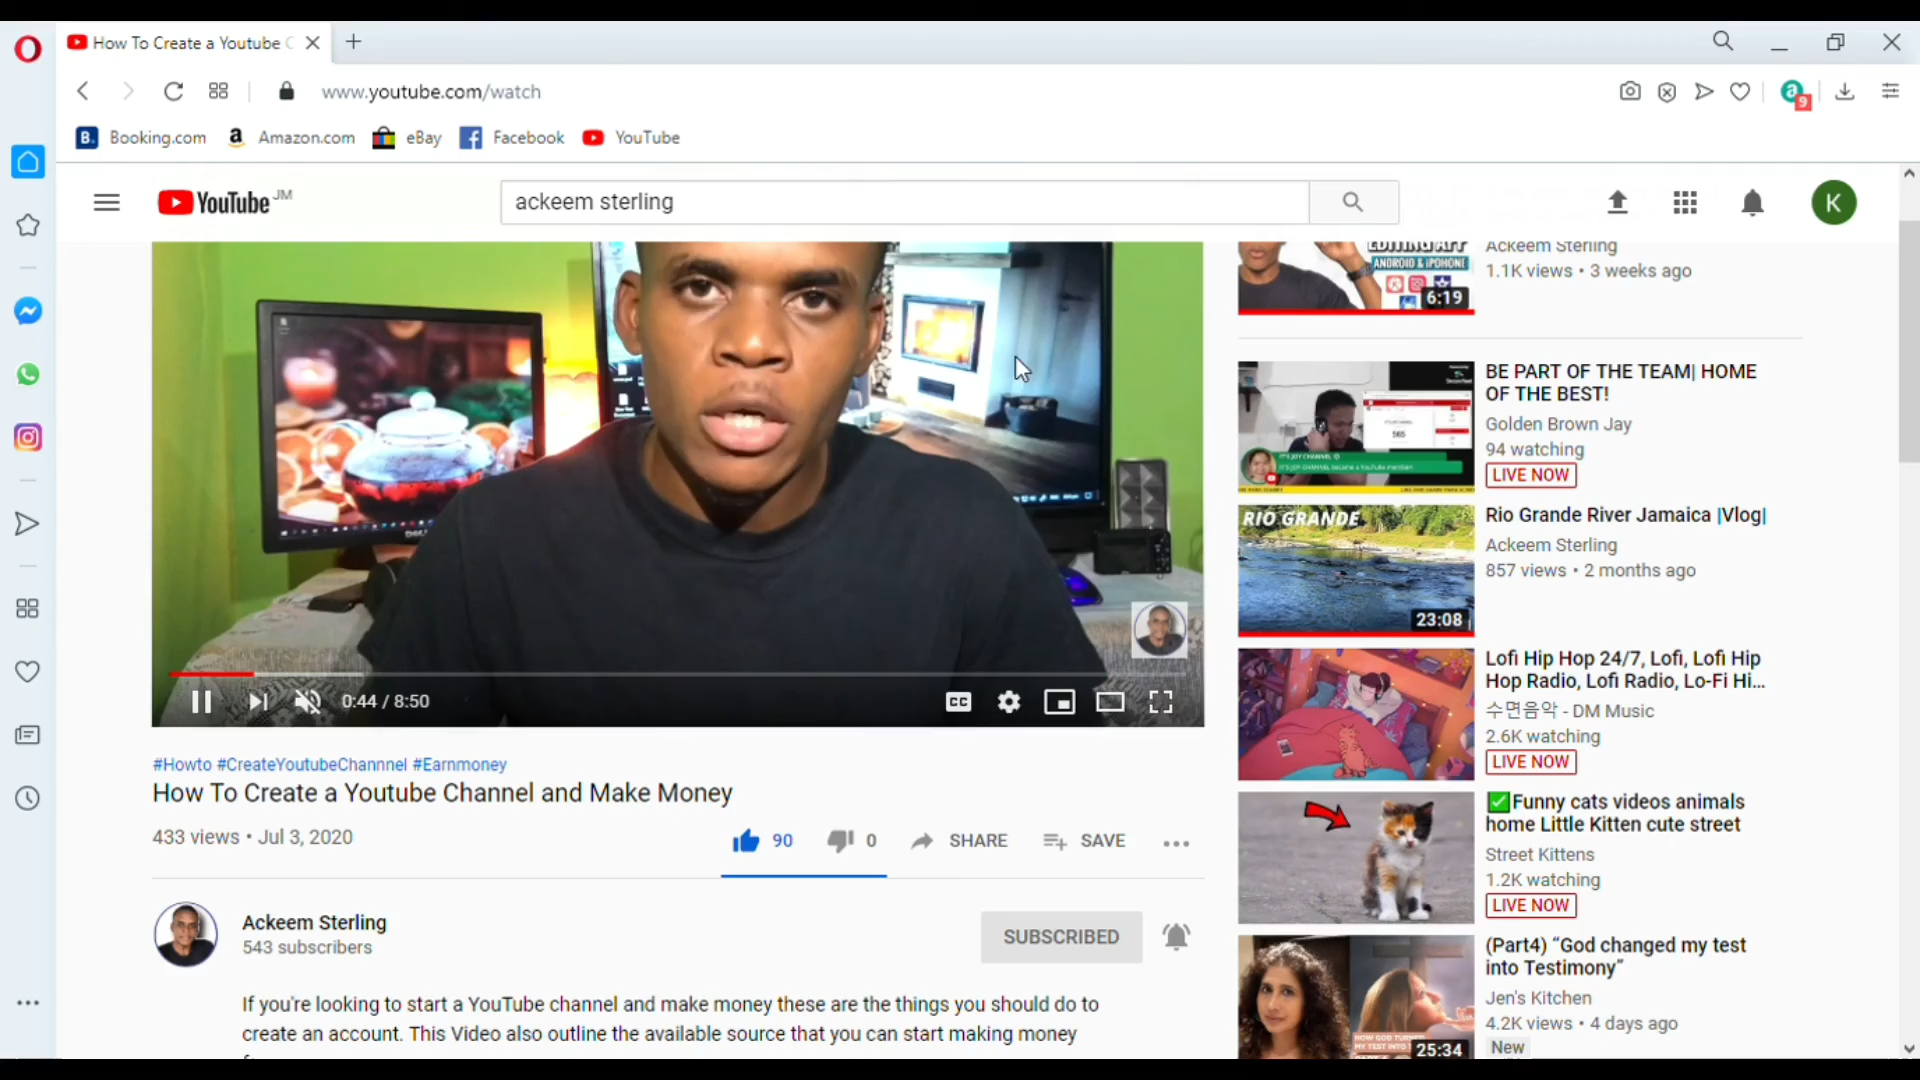 How To Create a Youtube C
www.youtube.com/watch
9
B. Booking.com
a Amazon.com
eBay
Facebook
YouTube
YouTube JM
ackeem sterling
K
EDITING APP
ANDROID & IPOHONE
6:19
Ackeem Sterling
1.1K views • 3 weeks ago
0:44 / 8:50
CC
#Howto #CreateYoutubeChannnel #Earnmoney
How To Create a Youtube Channel and Make Money
433 views • Jul 3, 2020
90
0
SHARE
SAVE
Ackeem Sterling
543 subscribers
SUBSCRIBED
If you're looking to start a YouTube channel and make money these are the things you should do to
create an account. This Video also outline the available source that you can start making money
BE PART OF THE TEAM| HOME
OF THE BEST!
Golden Brown Jay
94 watching
LIVE NOW
RIO GRANDE
23:08
Rio Grande River Jamaica |Vlog|
Ackeem Sterling
857 views • 2 months ago
Lofi Hip Hop 24/7, Lofi, Lofi Hip
Hop Radio, Lofi Radio, Lo-Fi Hi...
수면음악 - DM Music
2.6K watching
LIVE NOW
✅Funny cats videos animals
home Little Kitten cute street
Street Kittens
1.2K watching
LIVE NOW
25:34
(Part4) “God changed my test
into Testimony”
Jen's Kitchen
4.2K views • 4 days ago
New